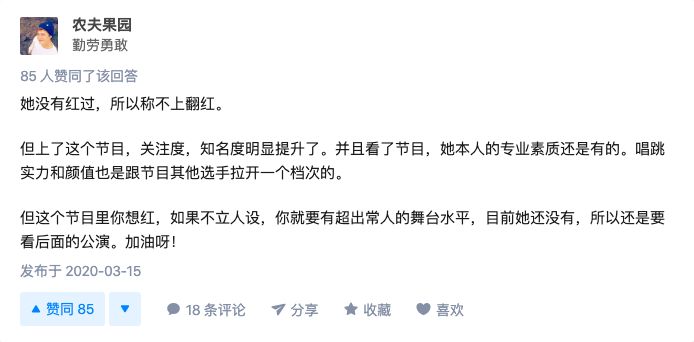 农夫果园
勤劳勇敢
85 人赞同了该回答
她没有红过，所以称不上翻红。
但上了这个节目，关注度，知名度明显提升了。并且看了节目，她本人的专业素质还是有的。唱跳
实力和颜值也是跟节目其他选手拉开一个档次的。
但这个节目里你想红，如果不立人设，你就要有超出常人的舞台水平，目前她还没有，所以还是要
看后面的公演。加油呀！
发布于 2020-03-15
赞同 85 18 条评论 分享 收藏 喜欢